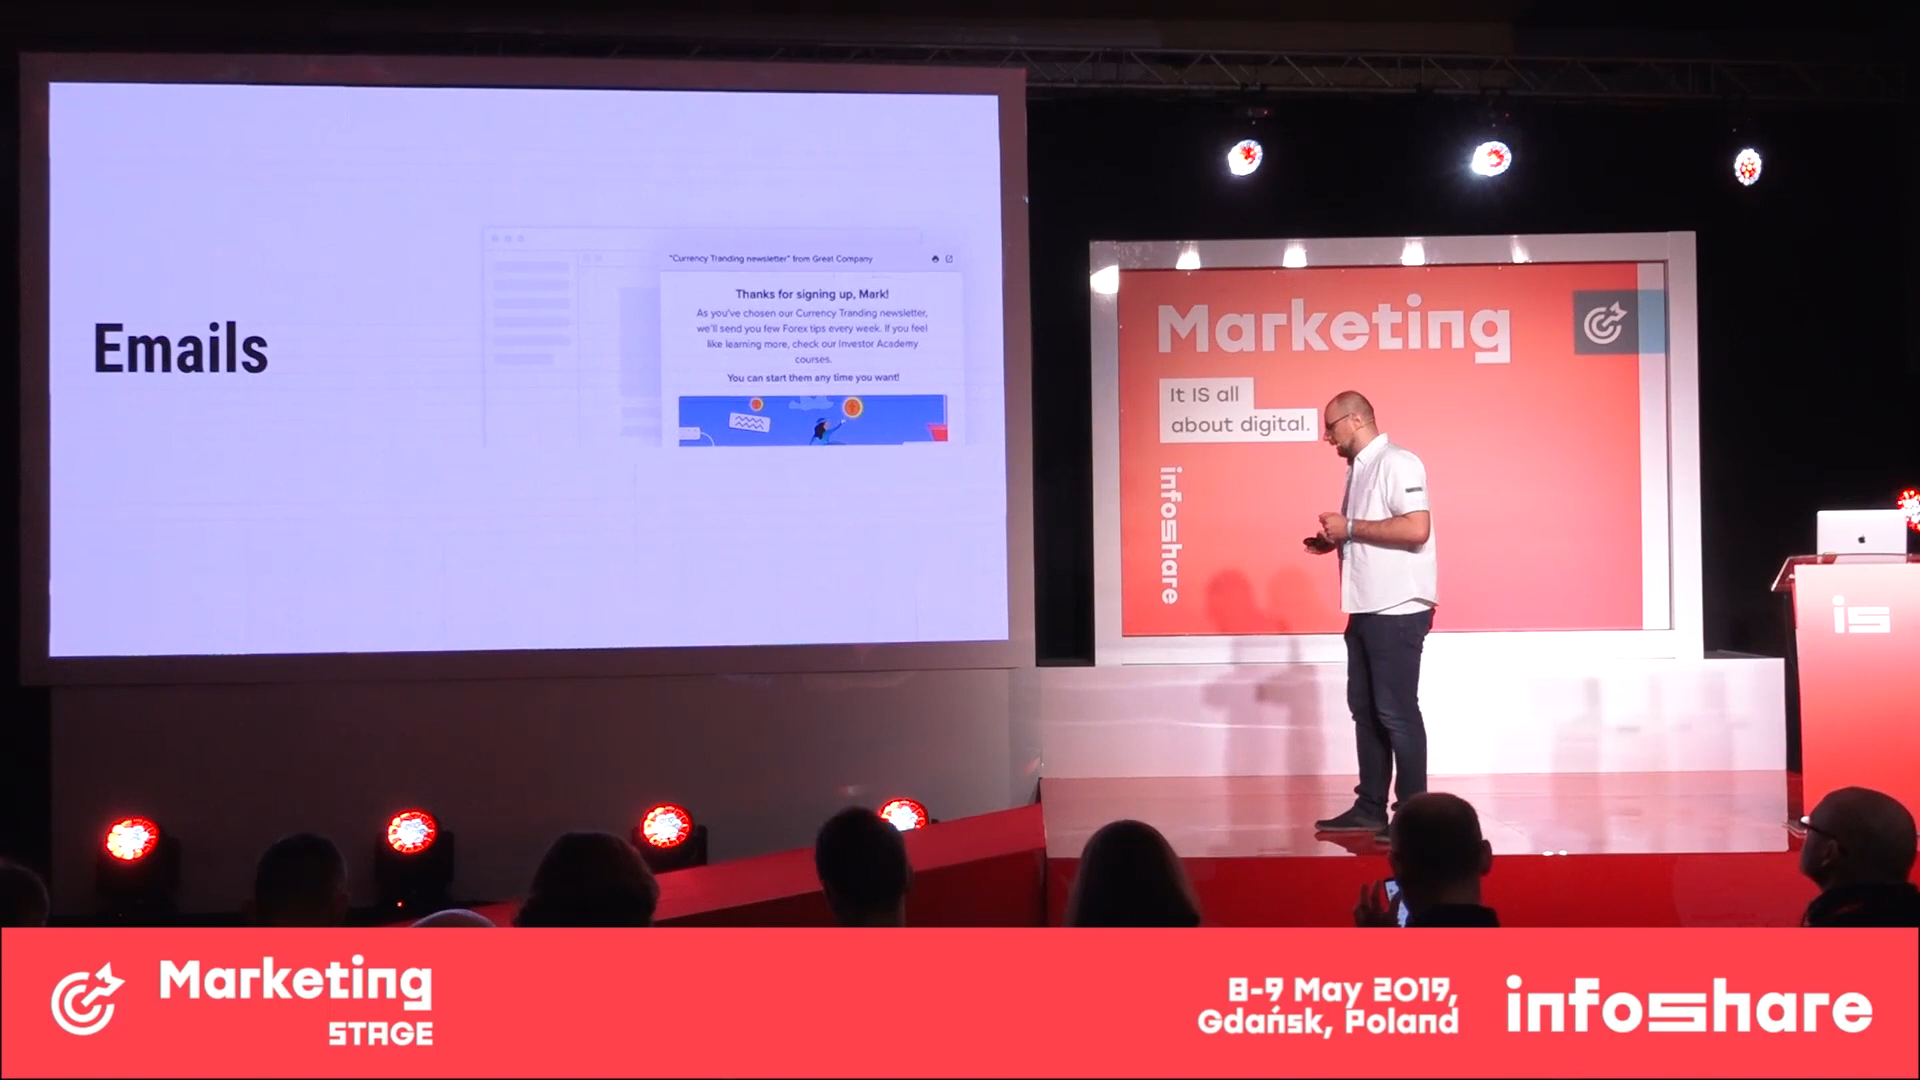 Emails
"Currency Tranding newsletter" from Great Company
Thanks for signing up, Mark!
As you've chosen our Currency Tranding newsletter,
we'll send you few Forex tips every week. If you feel
like learning more, check our Investor Academy
courses.
You can start them any time you want!
Marketing
It IS all
about digital.
infoshare
is
Marketing
STAGE
8-9 May 2019,
Gdańsk, Poland
infoshare